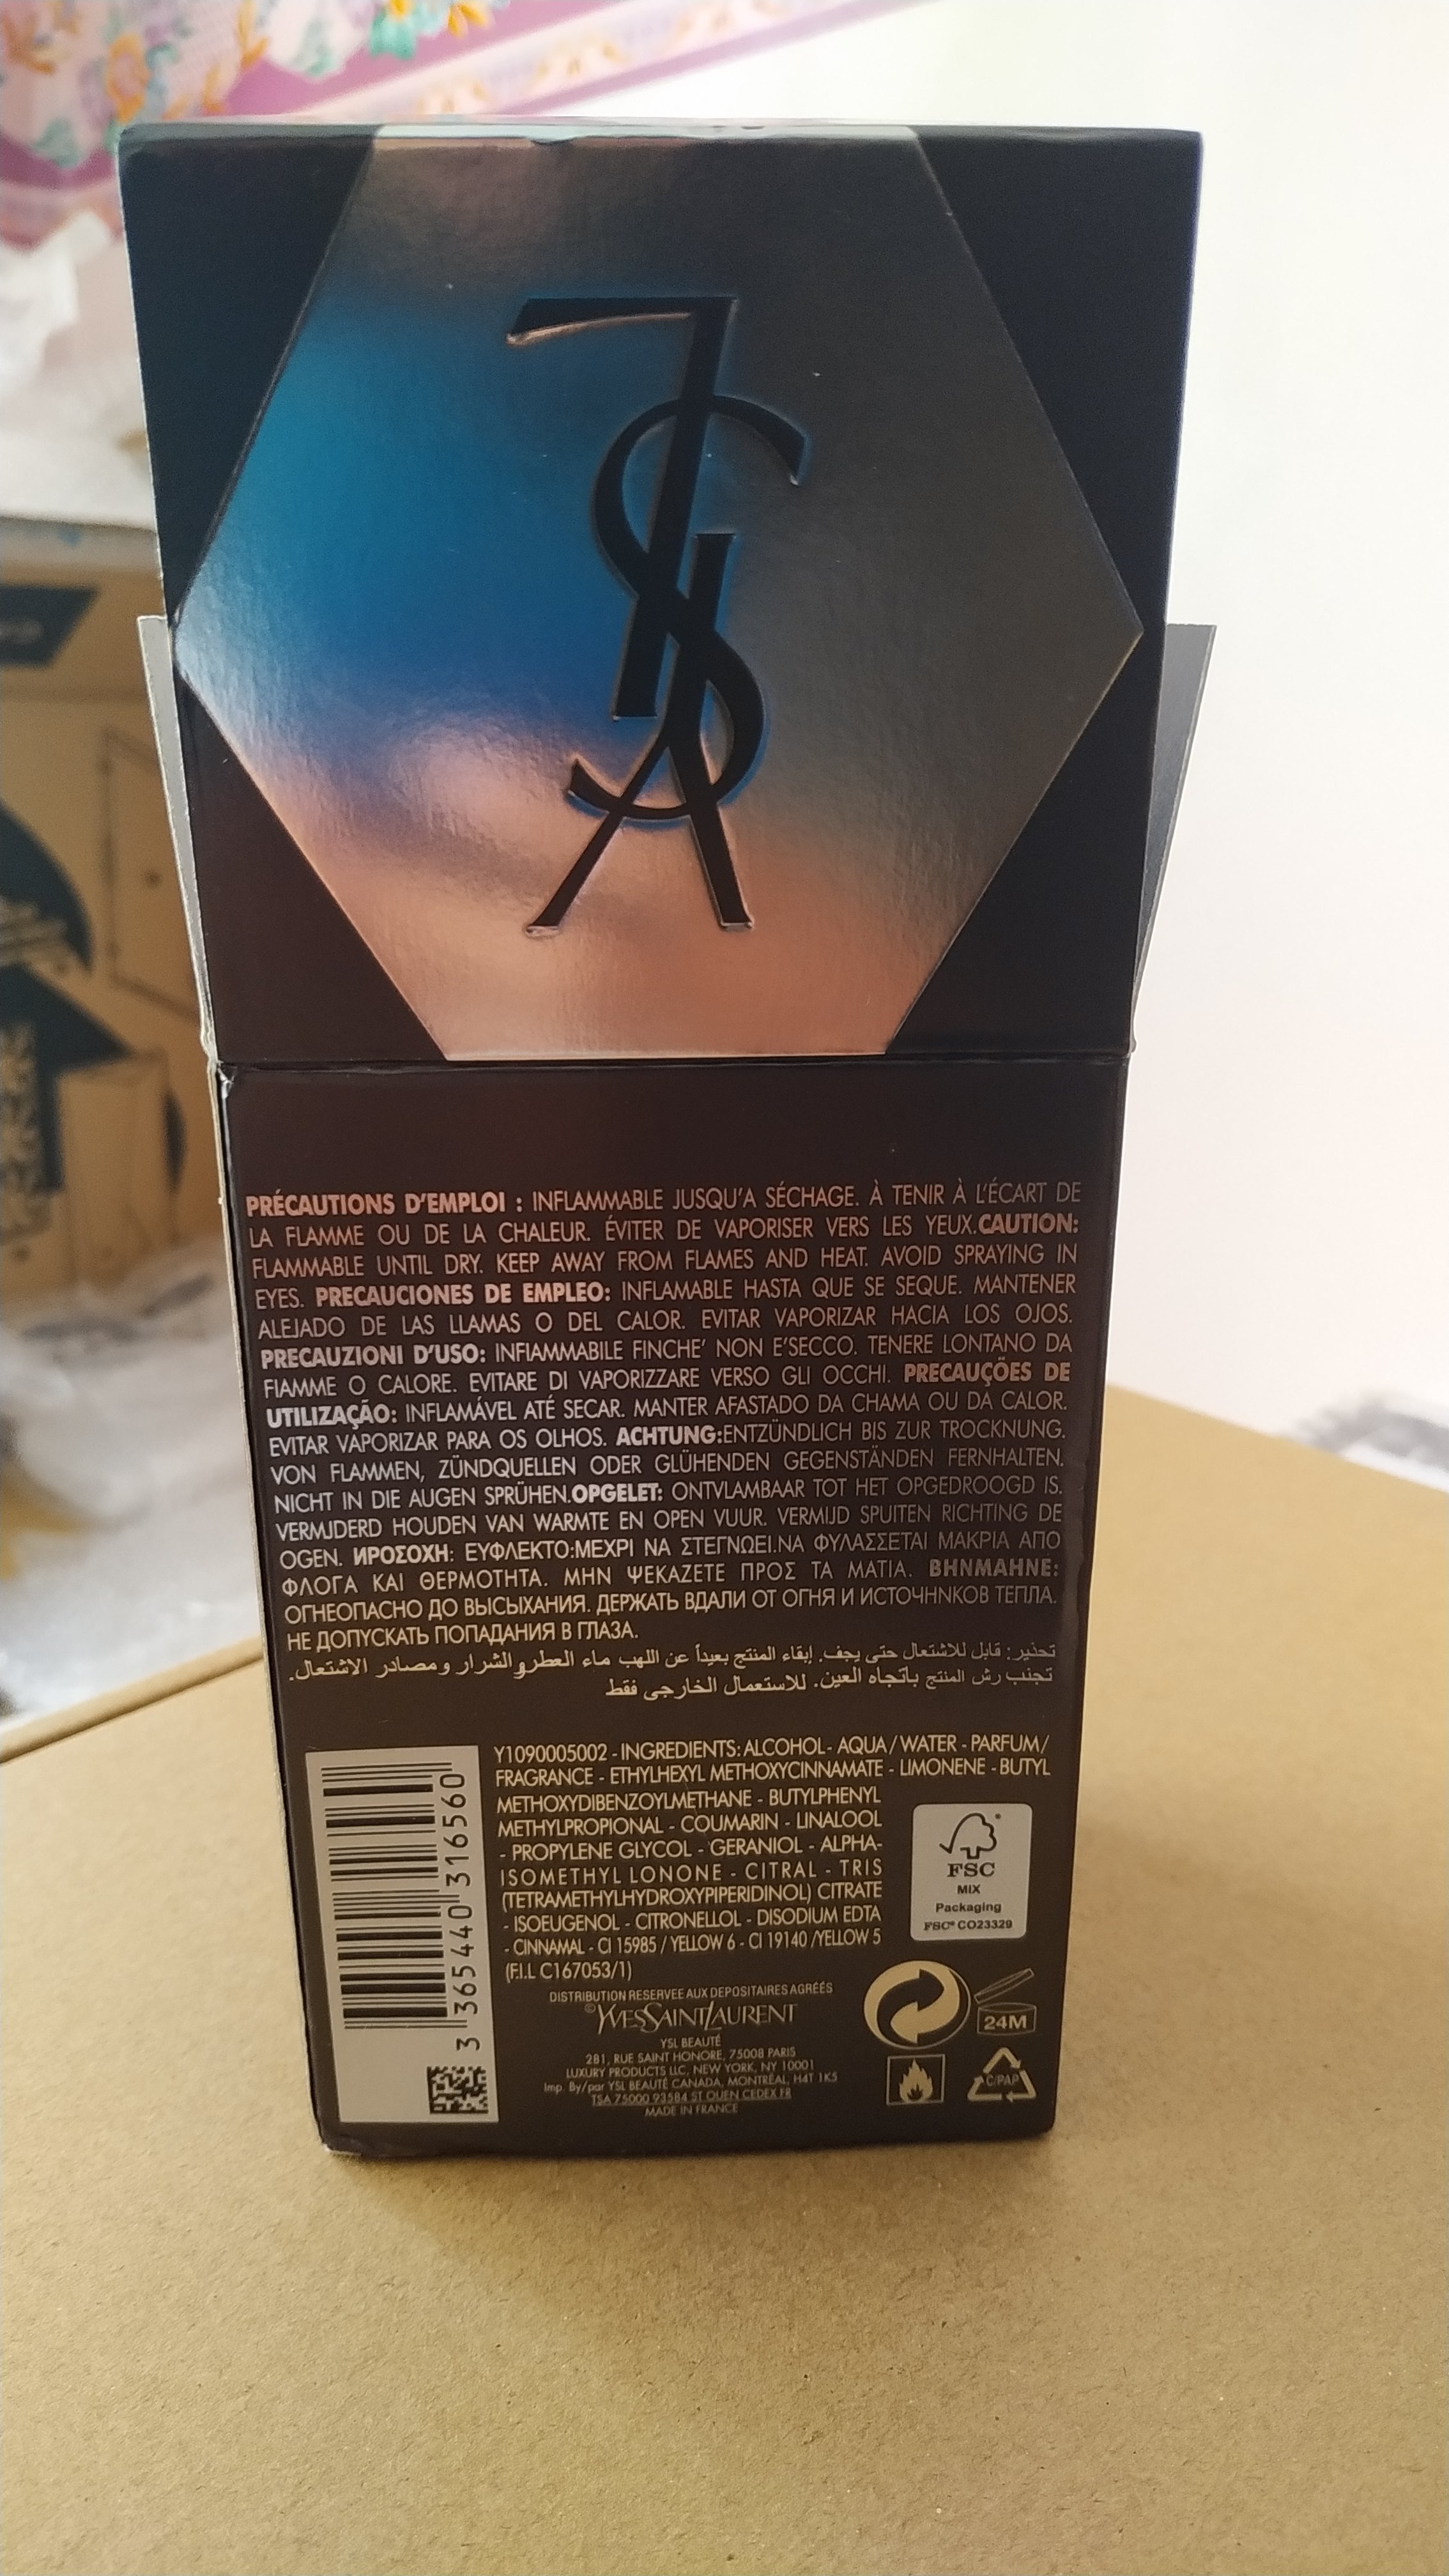 YSL
PRÉCAUTIONS D'EMPLOI : INFLAMMABLE JUSQU'A SÉCHAGE. À TENIR À L'ÉCART DE
LA FLAMME OU DE LA CHALEUR. ÉVITER DE VAPORISER VERS LES YEUX.CAUTION:
FLAMMABLE UNTIL DRY. KEEP AWAY FROM FLAMES AND HEAT. AVOID SPRAYING IN
EYES. PRECAUCIONES DE EMPLEO: INFLAMABLE HASTA QUE SE SEQUE. MANTENER
ALEJADO DE LAS LLAMAS O DEL CALOR. EVITAR VAPORIZAR HACIA LOS OJOS.
PRECAUZIONI D'USO: INFIAMMABILE FINCHE' NON E'SECCO. TENERE LONTANO DA
FIAMME O CALORE. EVITARE DI VAPORIZZARE VERSO GLI OCCHI. PRECAUÇÕES DE
UTILIZAÇÃO: INFLAMÁVEL ATÉ SECAR. MANTER AFASTADO DA CHAMA OU DA CALOR.
EVITAR VAPORIZAR PARA OS OLHOS. ACHTUNG:ENTZÜNDLICH BIS ZUR TROCKNUNG.
VON FLAMMEN, ZÜNDQUELLEN ODER GLÜHENDEN GEGENSTÄNDEN FERNHALTEN.
NICHT IN DIE AUGEN SPRÜHEN.OPGELET: ONTVLAMBAAR TOT HET OPGEDROOGD IS.
VERMJDERD HOUDEN VAN WARMTE EN OPEN VUUR. VERMIJD SPUITEN RICHTING DE
OGEN. ИΡΟΣΟΧΗ: ΕΥΦΛΕΚΤΟ:ΜΕΧΡΙ ΝΑ ΣΤΕΓΝΩΕΙ.ΝΑ ΦΥΛΑΣΣΕΤΑΙ ΜΑΚΡΙΑ ΑΠΟ
ΦΛΟΓΑ ΚΑΙ ΘΕΡΜΟΤΗΤΑ. ΜΗΝ ΨΕΚΑΖΕΤΕ ΠΡΟΣ ΤΑ ΜΑΤΙΑ. ВНNМАНNЕ:
ОГНЕОПАСНО ДО ВЫСЫХАНИЯ. ДЕРЖАТЬ ВДАЛИ ОТ ОГНЯ И ИСТОЧНNКОВ ТЕПЛА.
НЕ ДОПУСКАТЬ ПОПАДАНИЯ В ГЛАЗА.
تحذير: قابل للاشتعال حتى يجف. إبقاء المنتج بعيداً عن اللهب ماء العطرو الشرار ومصادر الاشتعال.
تجنب رش المنتج باتجاه العين. للاستعمال الخارجى فقط
Y1090005002 - INGREDIENTS: ALCOHOL- AQUA / WATER - PARFUM/
FRAGRANCE - ETHYLHEXYL METHOXYCINNAMATE - LIMONENE - BUTYL
METHOXYDIBENZOYLMETHANE - BUTYLPHENYL
METHYLPROPIONAL - COUMARIN - LINALOOL
- PROPYLENE GLYCOL - GERANIOL - ALPHA-
ISOMETHYL LONONE - CITRAL - TRIS
(TETRAMETHYLHYDROXYPIPERIDINOL) CITRATE
- ISOEUGENOL - CITRONELLOL - DISODIUM EDTA
- CINNAMAL - CI 15985 / YELLOW 6 - CI 19140 /YELLOW 5
(F.I.L C167053/1)
3 365440 316560
FSC
MIX
Packaging
FSC® CO23329
DISTRIBUTION RESERVEE AUX DEPOSITAIRES AGRÉÉS
©YVESSAINTLAURENT
YSL BEAUTÉ
281, RUE SAINT HONORE, 75008 PARIS
LUXURY PRODUCTS LLC, NEW YORK, NY 10001
Imp. By/par YSL BEAUTÉ CANADA, MONTRÉAL, H4T 1K5
TSA 75000 93584 ST OUEN CEDEX FR
MADE IN FRANCE
24M
C/PAP